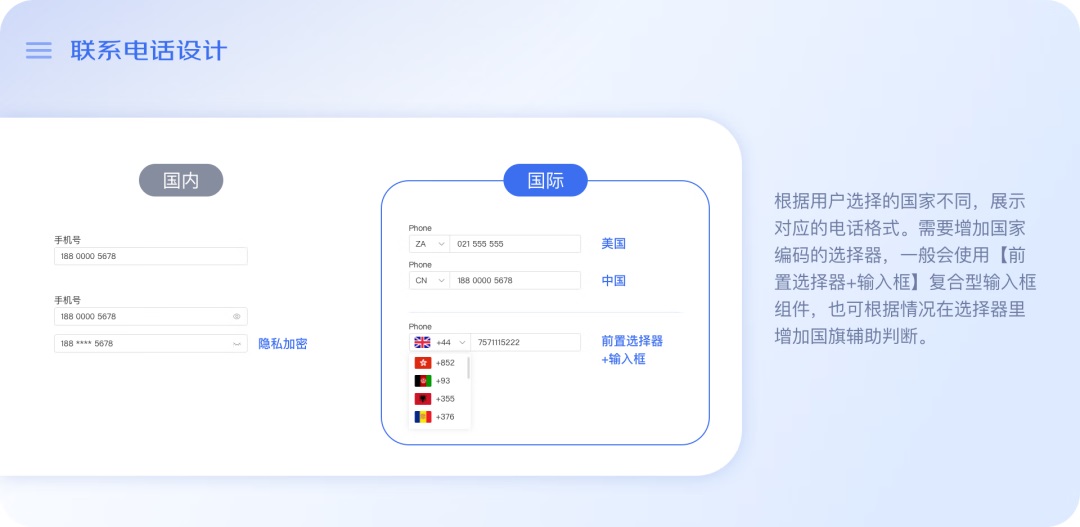 联系电话设计
国内
手机号
188 0000 5678
手机号
188 0000 5678
188 **** 5678
隐私加密
国际
Phone
ZA
021 555 555
美国
Phone
CN
188 0000 5678
中国
Phone
+44
7571115222
前置选择器
+输入框
+852
+93
+355
+376
根据用户选择的国家不同，展示
对应的电话格式。需要增加国家
编码的选择器，一般会使用【前
置选择器+输入框】复合型输入框
组件，也可根据情况在选择器里
增加国旗辅助判断。